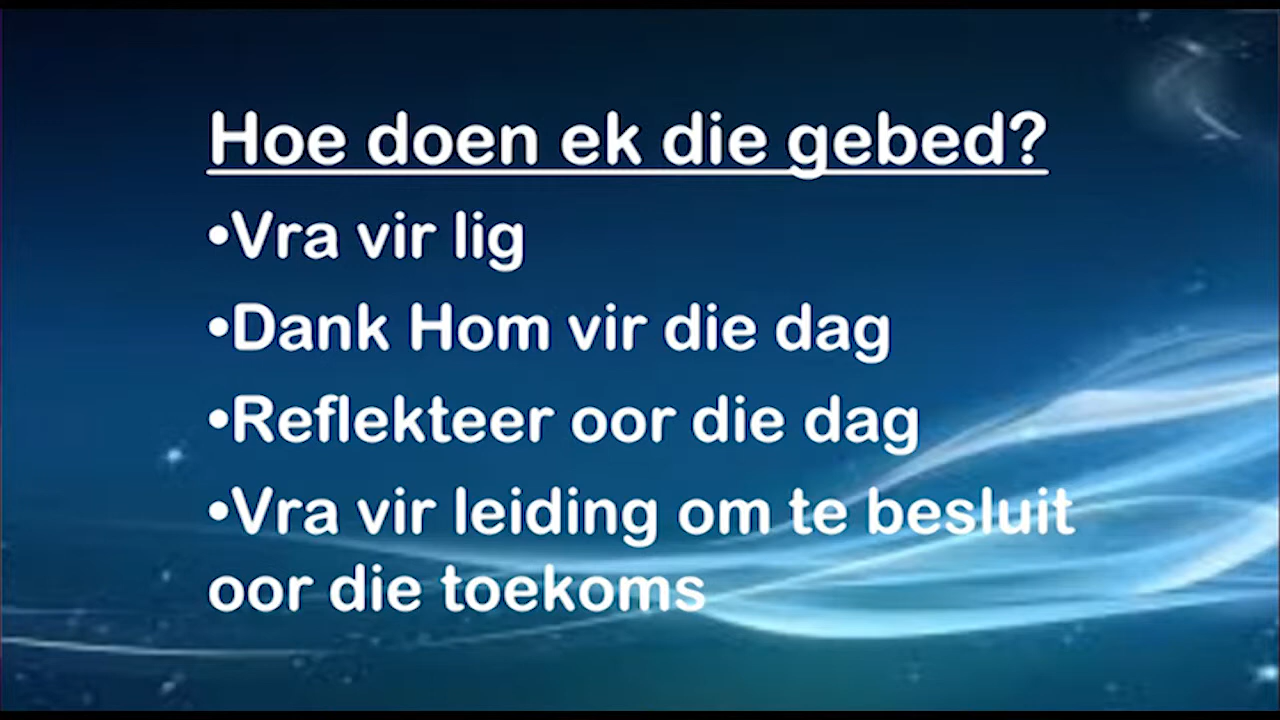 Hoe doen ek die gebed?
•Vra vir lig
•Dank Hom vir die dag
•Reflekteer oor die dag
•Vra vir leiding om te besluit
oor die toekoms